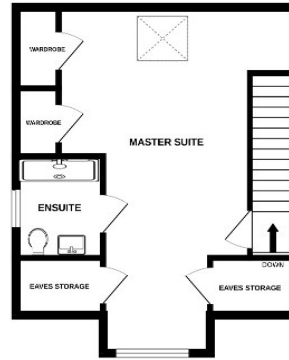 WARDROBE
WARDROBE
MASTER SUITE
ENSUITE
DOWN
EAVES STORAGE
EAVES STORAGE